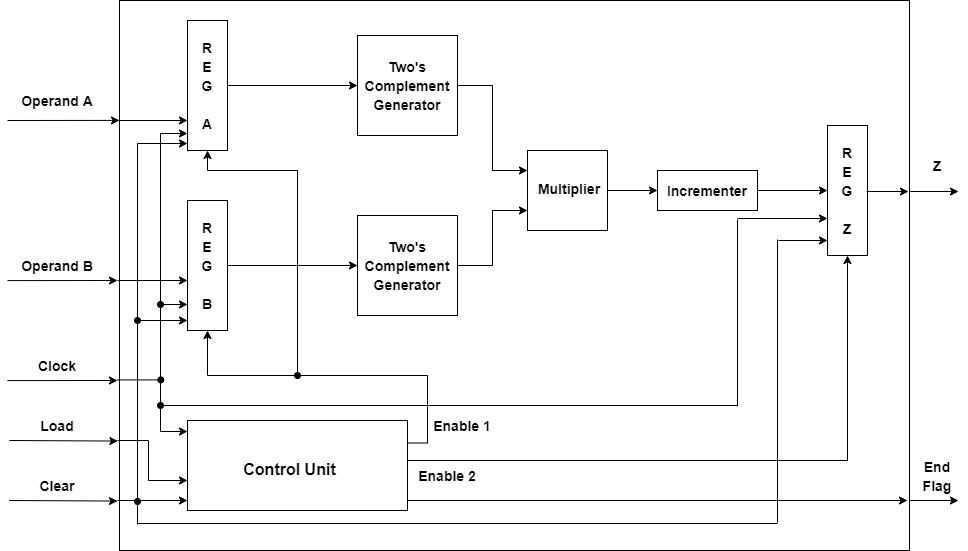 R
E
G
A
Two's
Complement
Generator
Operand A
R
E
G
Z
Z
Multiplier
Incrementer
R
E
G
B
Two's
Complement
Generator
Operand B
Clock
Load
Enable 1
Control Unit
Enable 2
Clear
End
Flag